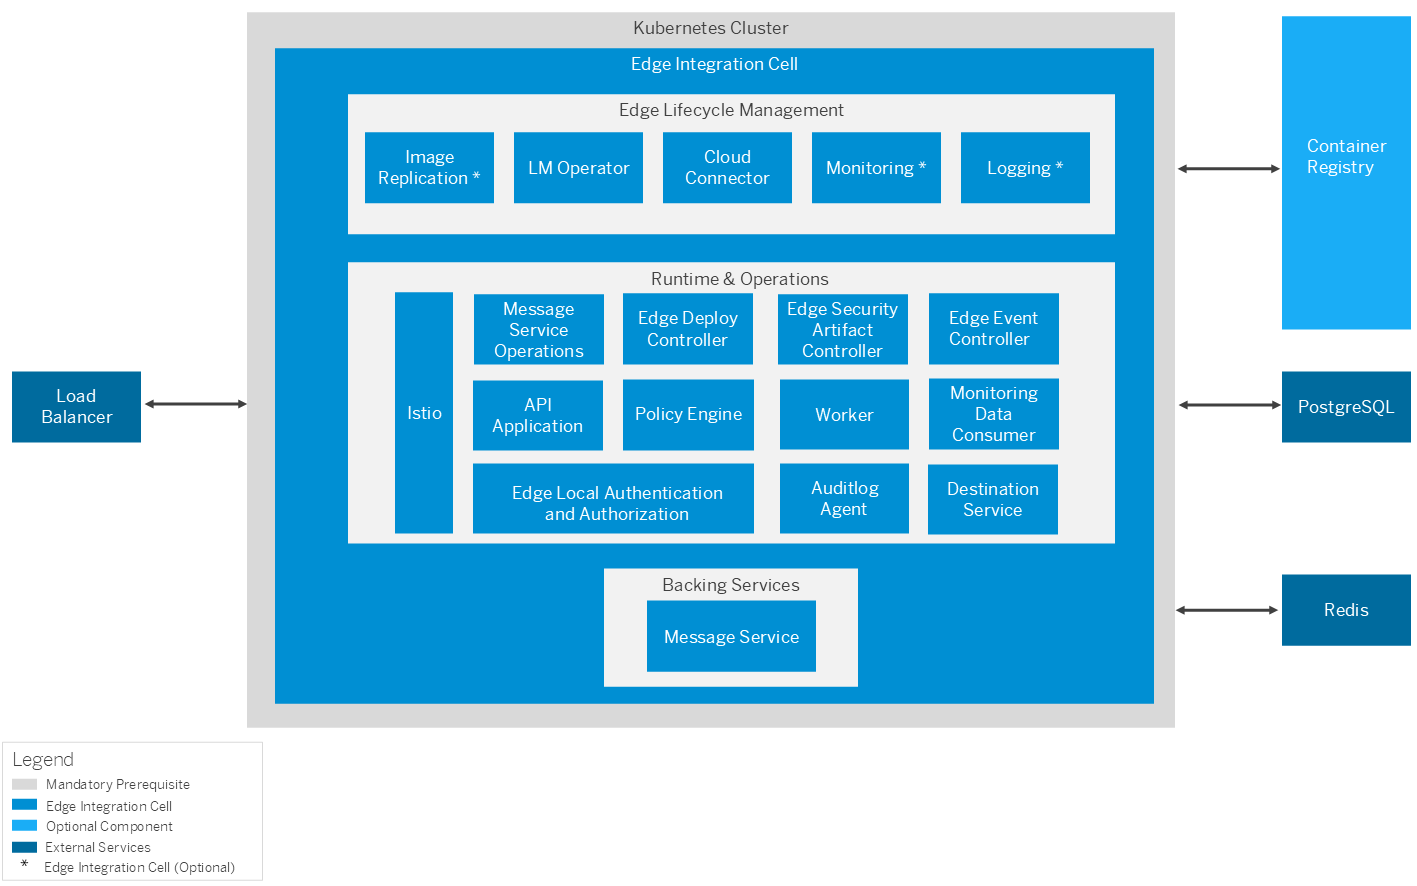 Kubernetes Cluster
Edge Integration Cell
Edge Lifecycle Management
Image
Replication *
LM Operator
Cloud
Connector
Monitoring *
Logging *
Runtime & Operations
Istio
Message
Service
Operations
Edge Deploy
Controller
Edge Security
Artifact
Controller
Edge Event
Controller
API
Application
Policy Engine
Worker
Monitoring
Data
Consumer
Edge Local Authentication
and Authorization
Auditlog
Agent
Destination
Service
Backing Services
Message Service
Load
Balancer
Container
Registry
PostgreSQL
Redis
Legend
Mandatory Prerequisite
Edge Integration Cell
Optional Component
External Services
* Edge Integration Cell (Optional)